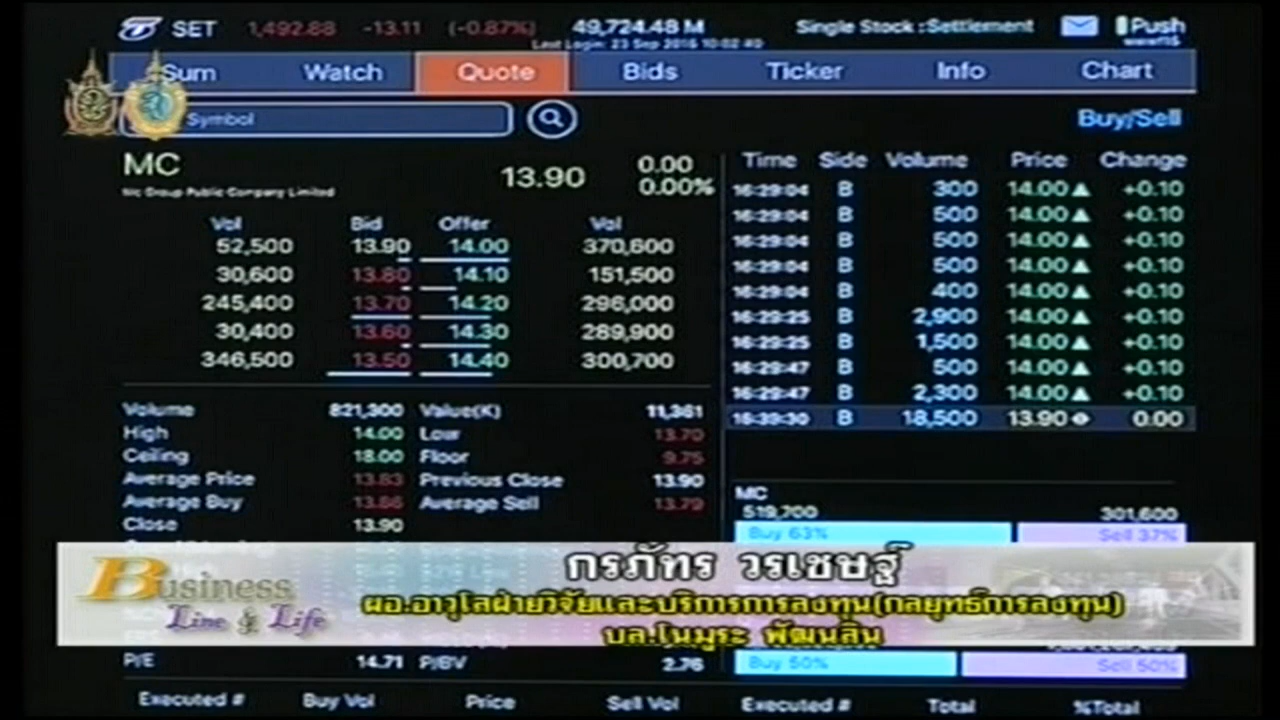 SET 1,492.88 -13.11 (-0.87%) 49,724.48 M Single Stock :Settlement Push
Last Login: 23 Sep 2016 10:02:40
Sum Watch Quote Bids Ticker Info Chart
Symbol Buy/Sell
MC 13.90 0.00
Mc Group Public Company Limited 0.00%
Vol Bid Offer Vol
52,500 13.90 14.00 370,600
30,600 13.80 14.10 151,500
245,400 13.70 14.20 296,000
30,400 13.60 14.30 289,900
346,500 13.50 14.40 300,700
Volume 821,300 Value(K) 11,361
High 14.00 Low 13.70
Ceiling 18.00 Floor 9.75
Average Price 13.83 Previous Close 13.90
Average Buy 13.86 Average Sell 13.79
Close 13.90
P/E 14.71 P/BV 2.76
Time Side Volume Price Change
16:29:04 B 300 14.00 +0.10
16:29:04 B 500 14.00 +0.10
16:29:04 B 500 14.00 +0.10
16:29:04 B 500 14.00 +0.10
16:29:04 B 400 14.00 +0.10
16:29:25 B 2,900 14.00 +0.10
16:29:25 B 1,500 14.00 +0.10
16:29:47 B 500 14.00 +0.10
16:29:47 B 2,300 14.00 +0.10
16:39:30 B 18,500 13.90 0.00
MC
519,700 301,600
Buy 63% Sell 37%
Buy 50% Sell 50%
Executed # Buy Vol Price Sell Vol Executed # Total %Total
Business
Line & Life
กรภัทร วรเชษฐ์
ผอ.อาวุโสฝ่ายวิจัยและบริการการลงทุน(กลยุทธ์การลงทุน)
บล.โนมูระ พัฒนสิน